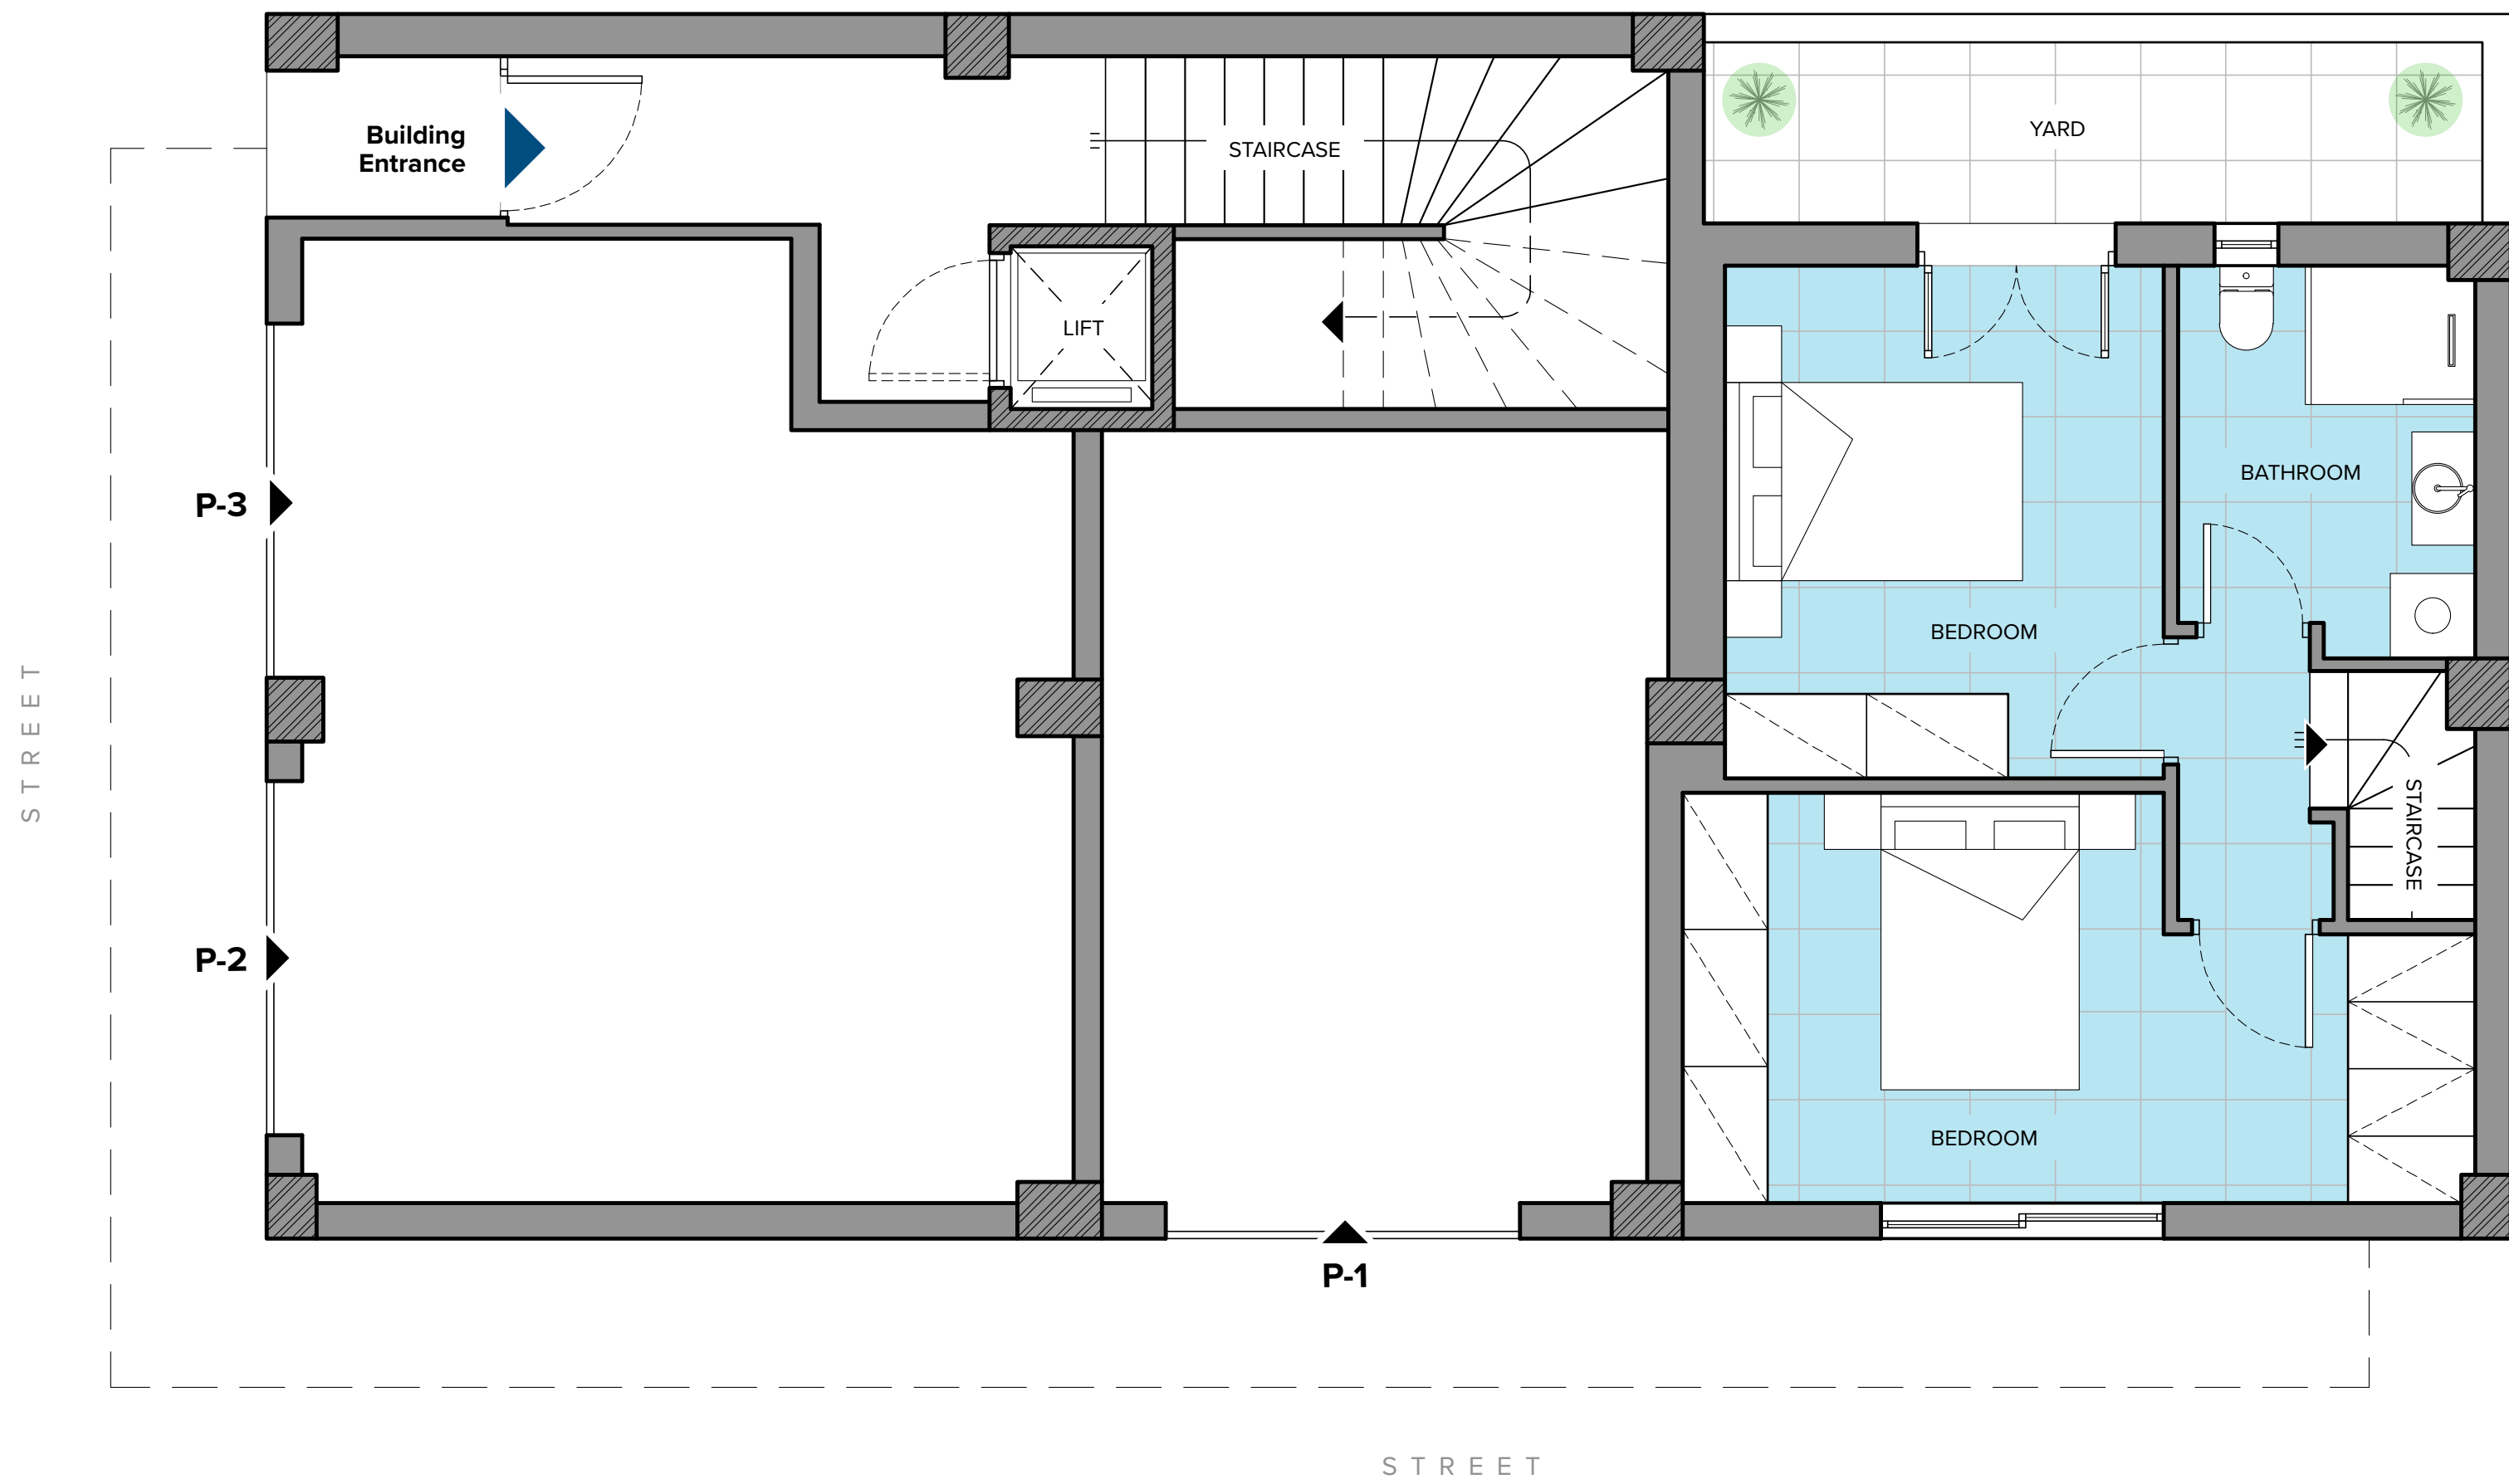 Building
Entrance
STAIRCASE
YARD
LIFT
P-3
BATHROOM
BEDROOM
STREET
STAIRCASE
P-2
BEDROOM
P-1
STREET